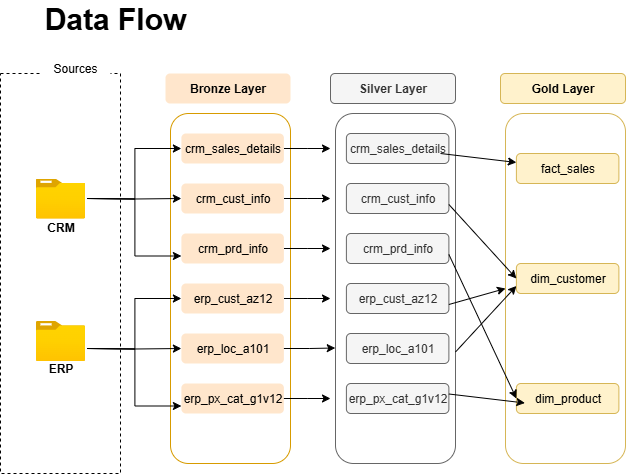 Data Flow
Sources
Bronze Layer
Silver Layer
Gold Layer
crm_sales_details
crm_sales_details
fact_sales
CRM
crm_cust_info
crm_cust_info
crm_prd_info
crm_prd_info
dim_customer
erp_cust_az12
erp_cust_az12
ERP
erp_loc_a101
erp_loc_a101
erp_px_cat_g1v12
erp_px_cat_g1v12
dim_product